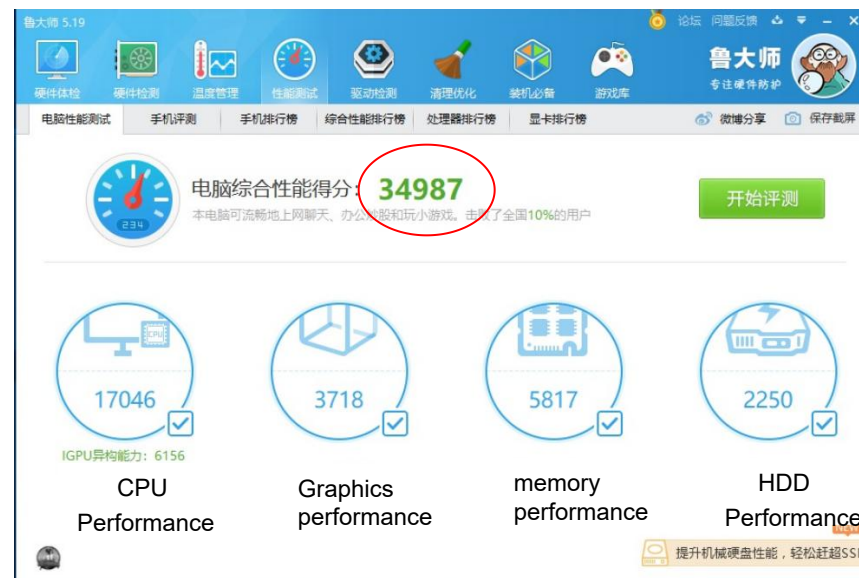 鲁大师 5.19
论坛 问题反馈
硬件体检 硬件检测 温度管理 性能测试 驱动检测 清理优化 装机必备 游戏库
鲁大师
专注硬件防护
电脑性能测试 手机评测 手机排行榜 综合性能排行榜 处理器排行榜 显卡排行榜 微博分享 保存截屏
电脑综合性能得分: 34987
本电脑可流畅地上网聊天、办公炒股和玩小游戏。击败了全国10%的用户
开始评测
234
CPU
17046 3718 5817 2250
IGPU异构能力: 6156
CPU Performance
Graphics performance
memory performance
HDD Performance
NEW
提升机械硬盘性能，轻松赶超SSD